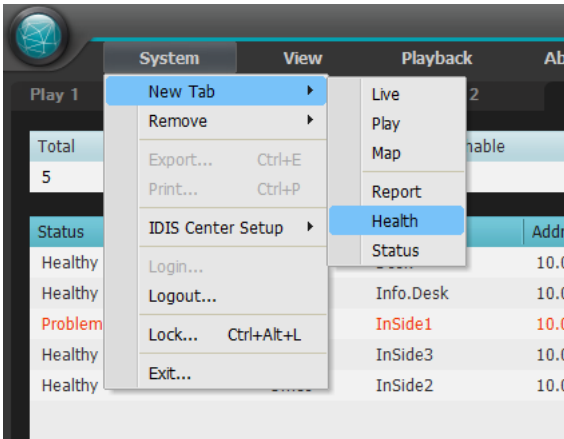 System View Playback Ab
Play 1 2
New Tab
Remove
Export... Ctrl+E
Print... Ctrl+P
IDIS Center Setup
Login...
Logout...
Lock... Ctrl+Alt+L
Exit...
Live
Play
Map
Report
Health
Status
Total nable
5
Status Addr
Healthy 10.0
Healthy Info.Desk 10.0
Problem InSide1 10.0
Healthy InSide3 10.0
Healthy InSide2 10.0